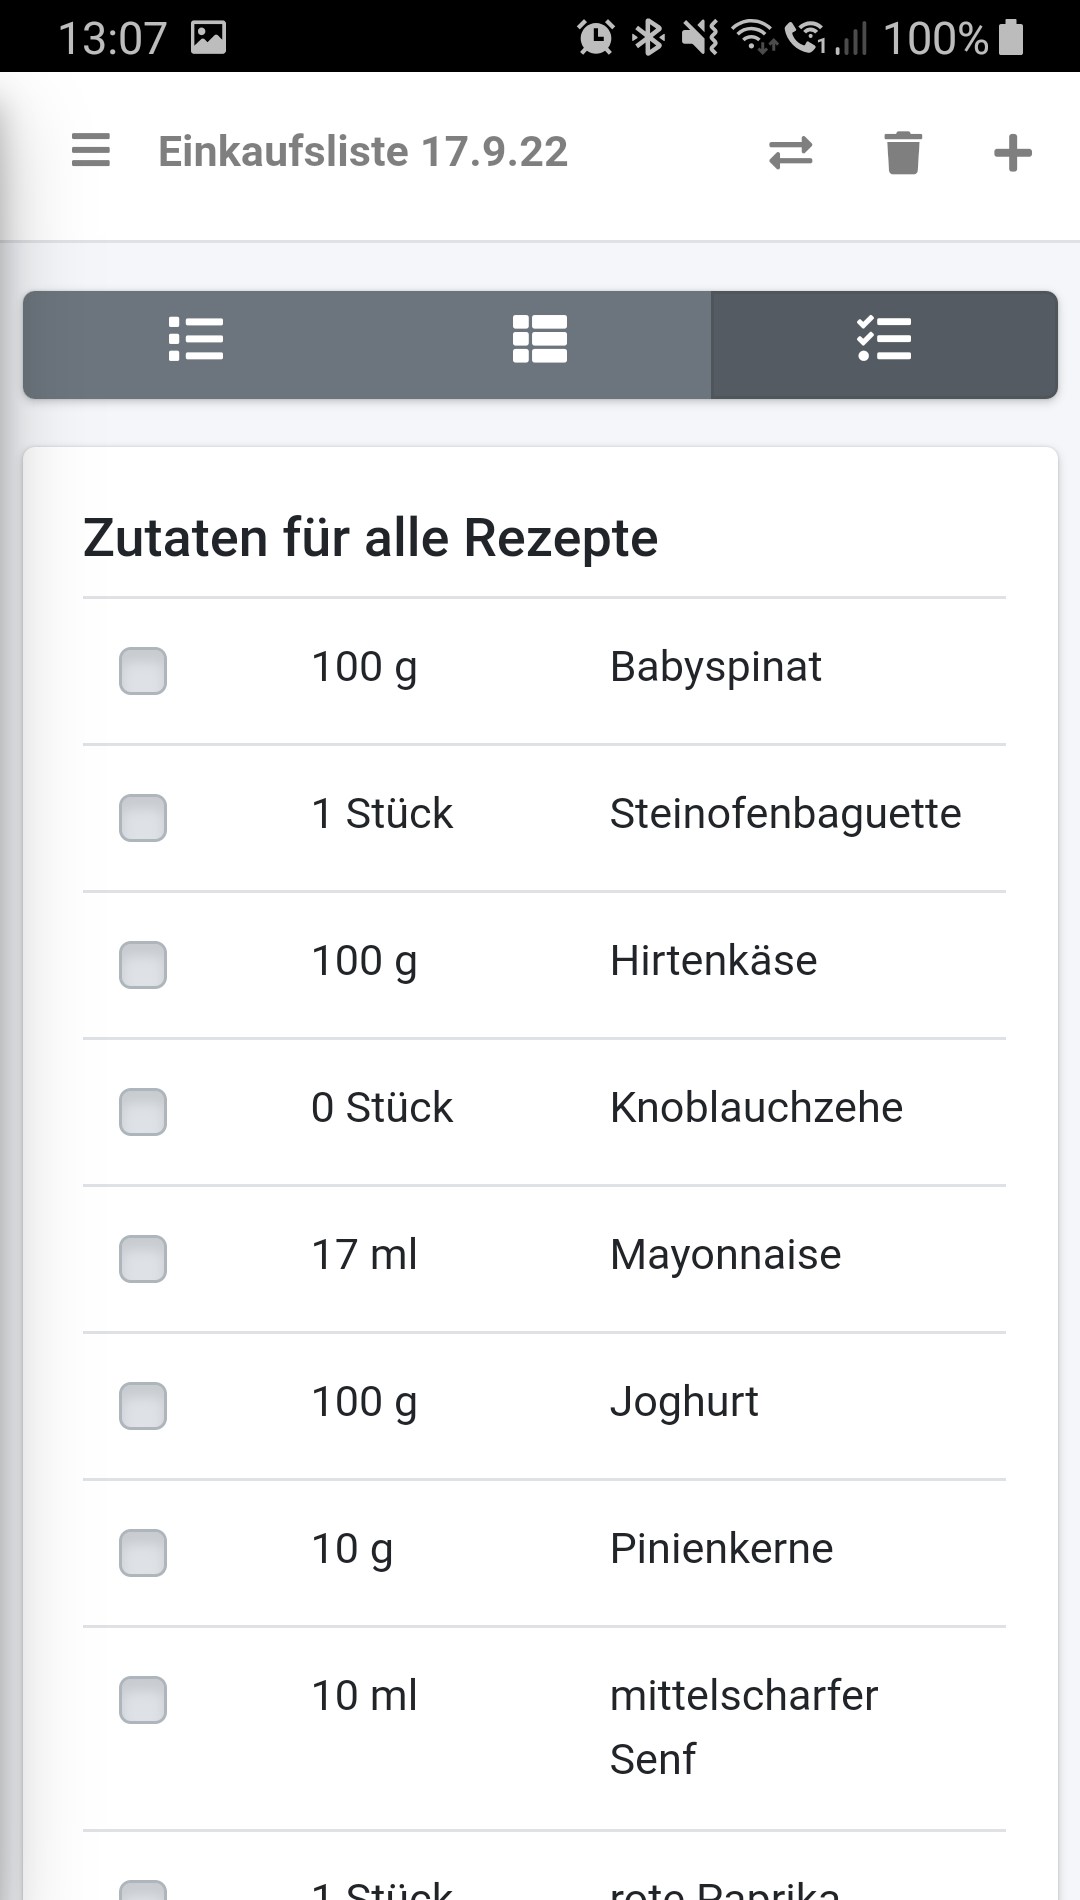 13:07 100%
Einkaufsliste 17.9.22
Zutaten für alle Rezepte
100 g Babyspinat
1 Stück Steinofenbaguette
100 g Hirtenkäse
0 Stück Knoblauchzehe
17 ml Mayonnaise
100 g Joghurt
10 g Pinienkerne
10 ml mittelscharfer
Senf
1 Stück rote Paprika